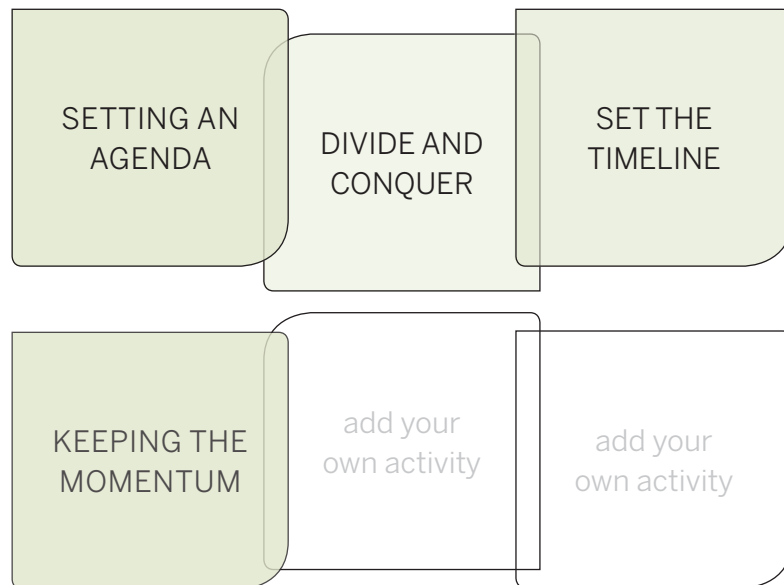 SETTING AN
AGENDA
DIVIDE AND
CONQUER
SET THE
TIMELINE
KEEPING THE
MOMENTUM
add your
own activity
add your
own activity